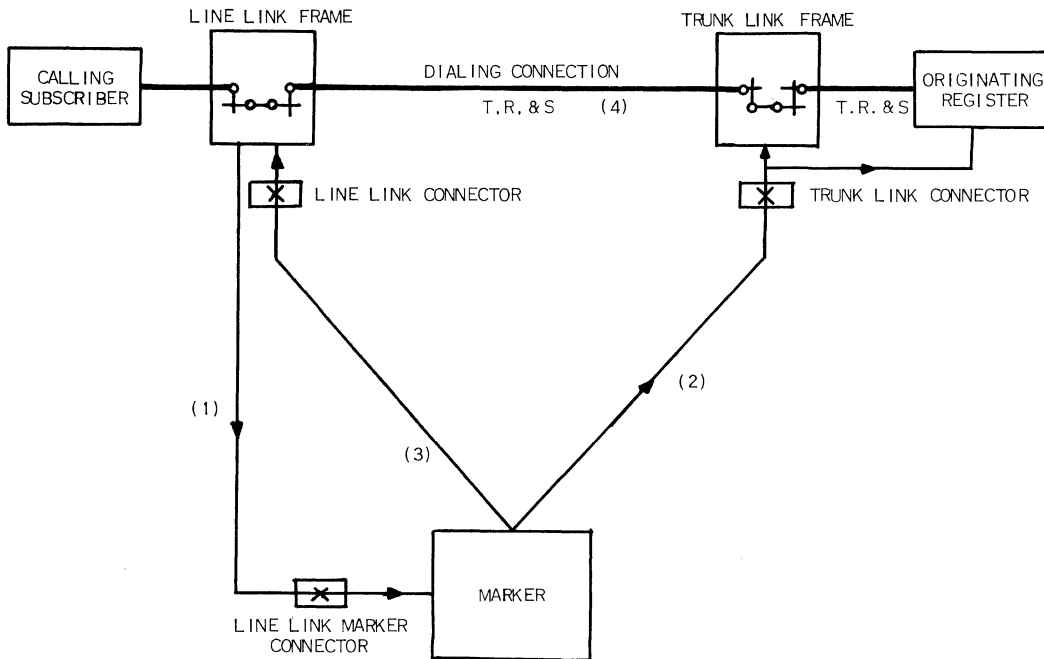 LINE LINK FRAME
TRUNK LINK FRAME
CALLING
SUBSCRIBER
DIALING CONNECTION
T, R, & S (4)
T.R. & S
ORIGINATING
REGISTER
LINE LINK CONNECTOR
TRUNK LINK CONNECTOR
(1)
(2)
(3)
MARKER
LINE LINK MARKER
CONNECTOR